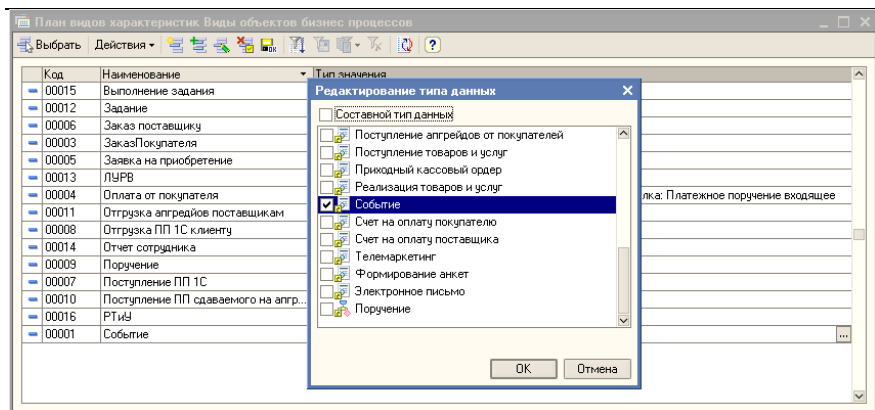 План видов характеристик Виды объектов бизнес процессов
Выбрать Действия
Код Наименование Тип значения
00015 Выполнение задания
00012 Задание
00006 Заказ поставщику
00003 ЗаказПокупателя
00005 Заявка на приобретение
00013 ЛУРВ
00004 Оплата от покупателя лка: Платежное поручение входящее
00011 Отгрузка апгредйов поставщикам
00008 Отгрузка ПП 1С клиенту
00014 Отчет сотрудника
00009 Поручение
00007 Поступление ПП 1С
00010 Поступление ПП сдаваемого на апгр...
00016 РТиУ
00001 Событие ...
Редактирование типа данных
Составной тип данных
Поступление апгрейдов от покупателей
Поступление товаров и услуг
Приходный кассовый ордер
Реализация товаров и услуг
Событие
Счет на оплату покупателю
Счет на оплату поставщика
Телемаркетинг
Формирование анкет
Электронное письмо
Поручение
OK Отмена